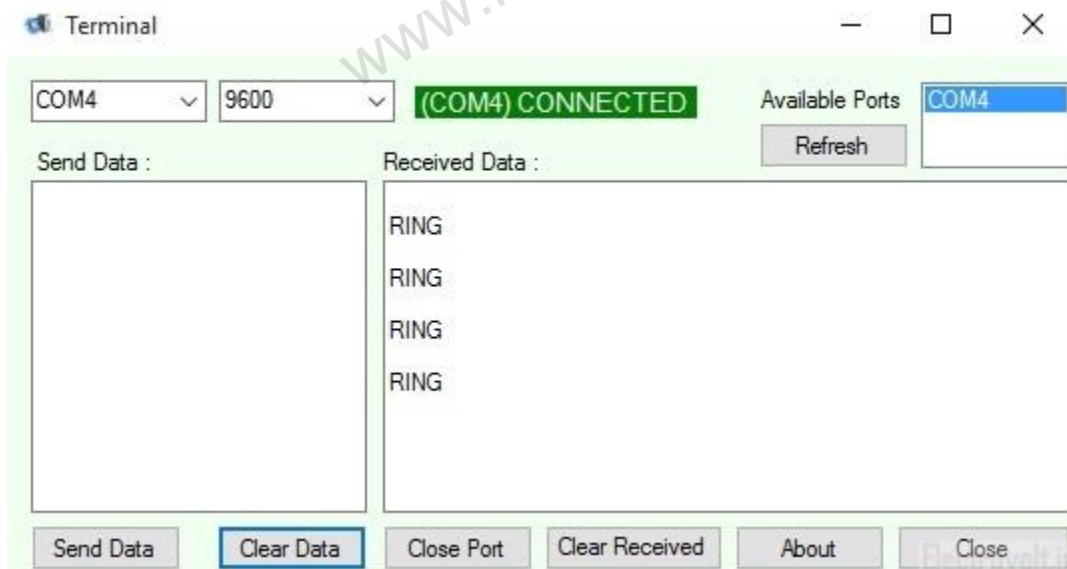 Terminal
COM4 9600 (COM4) CONNECTED Available Ports COM4
Refresh
Send Data : Received Data :
RING
RING
RING
RING
Send Data Clear Data Close Port Clear Received About Close